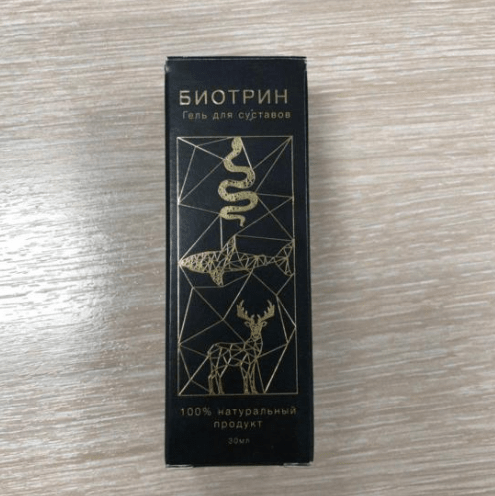 БИОТРИН
Гель для суставов
100% натуральный
продукт
30мл